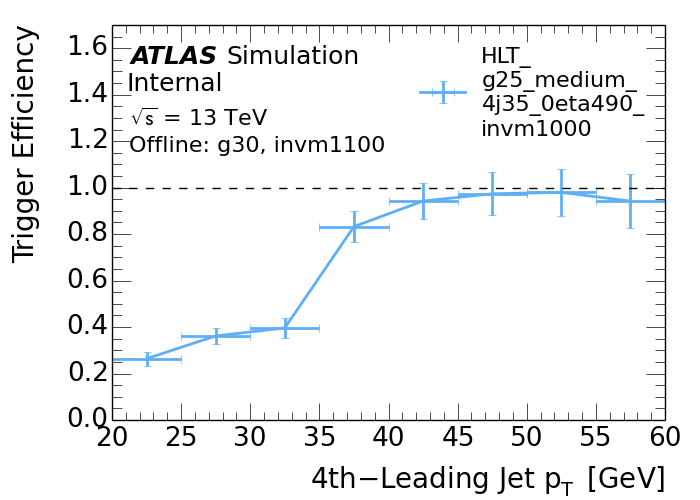 1.6
1.4
1.2
1.0
0.8
0.6
0.4
0.2
0.0
Trigger Efficiency
ATLAS Simulation
Internal
√s = 13 TeV
Offline: g30, invm1100
HLT_
g25_medium_
4j35_0eta490_
invm1000
20 25 30 35 40 45 50 55 60
4th−Leading Jet pT [GeV]